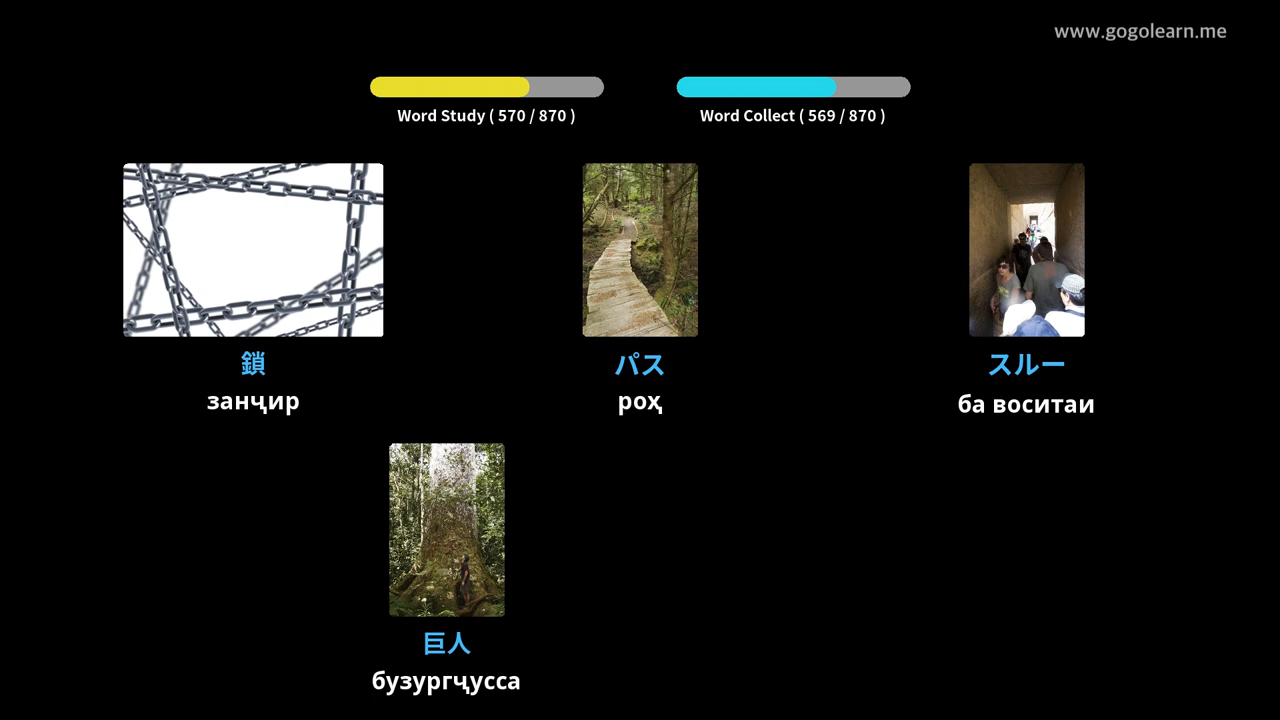 www.gogolearn.me
Word Study ( 570 / 870 )
Word Collect ( 569 / 870 )
鎖
занҷир
パス
роҳ
スルー
ба воситаи
巨人
бузургҷусса